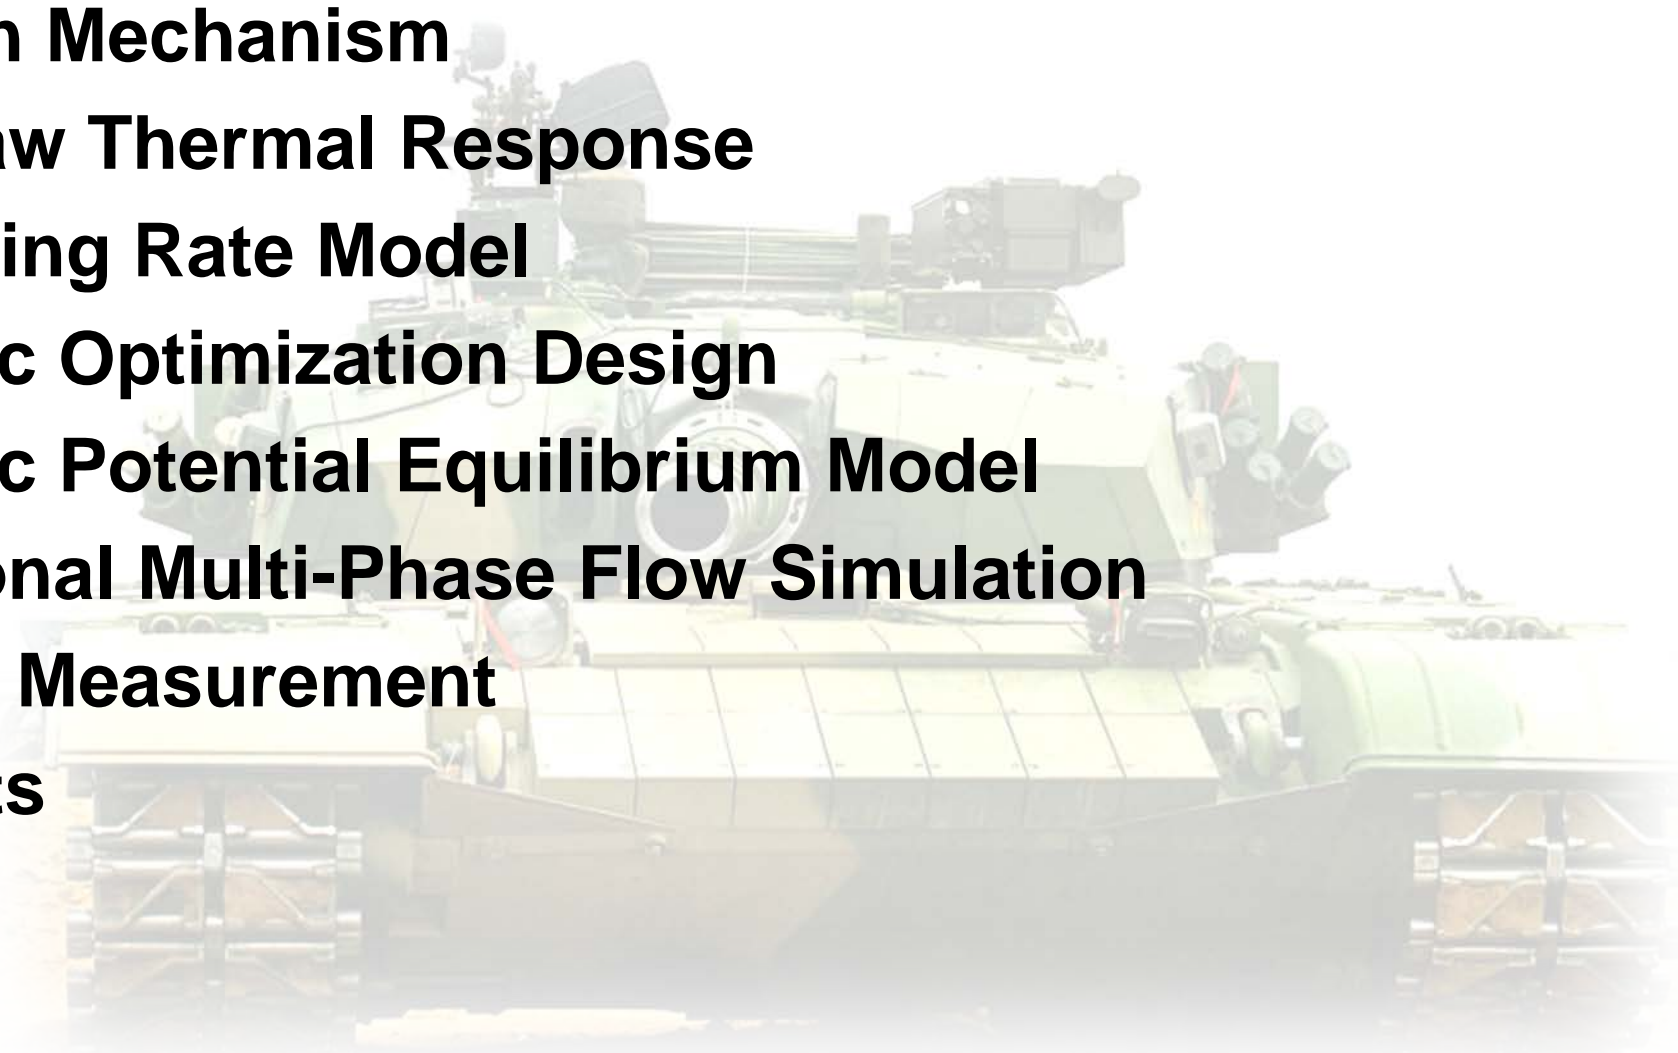 n Mechanism
aw Thermal Response
ing Rate Model
c Optimization Design
c Potential Equilibrium Model
onal Multi-Phase Flow Simulation
Measurement
ts